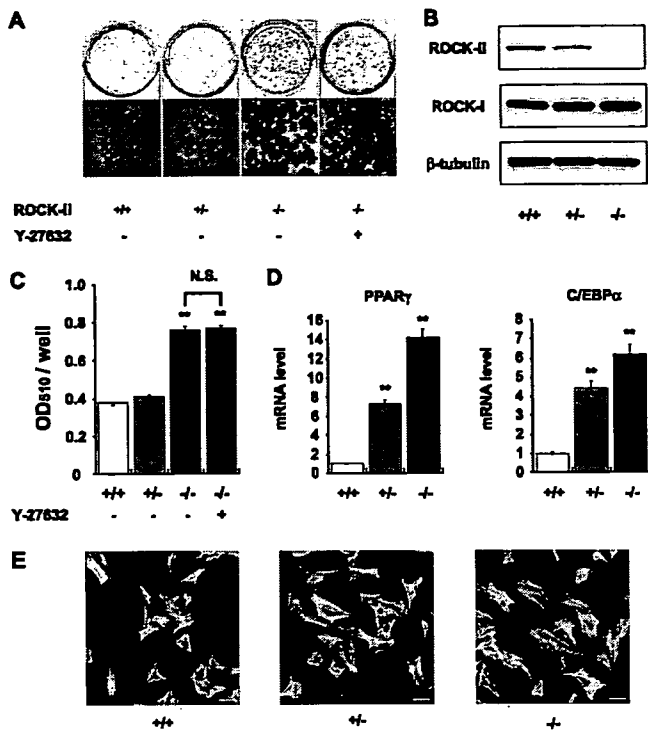 A
ROCK-II +/+ +/- -/- -/-
Y-27632 - - - +
B
ROCK-II
ROCK-I
β-tubulin
+/+ +/- -/-
C
N.S.
** **
OD510 / well
1.0
0.8
0.6
0.4
0.2
0
+/+ +/- -/- -/-
Y-27632 - - - +
D
PPARγ
mRNA level
16
14
12
10
8
6
4
2
0
** **
+/+ +/- -/-
C/EBPα
mRNA level
8
7
6
5
4
3
2
1
0
** **
+/+ +/- -/-
E
+/+ +/- -/-